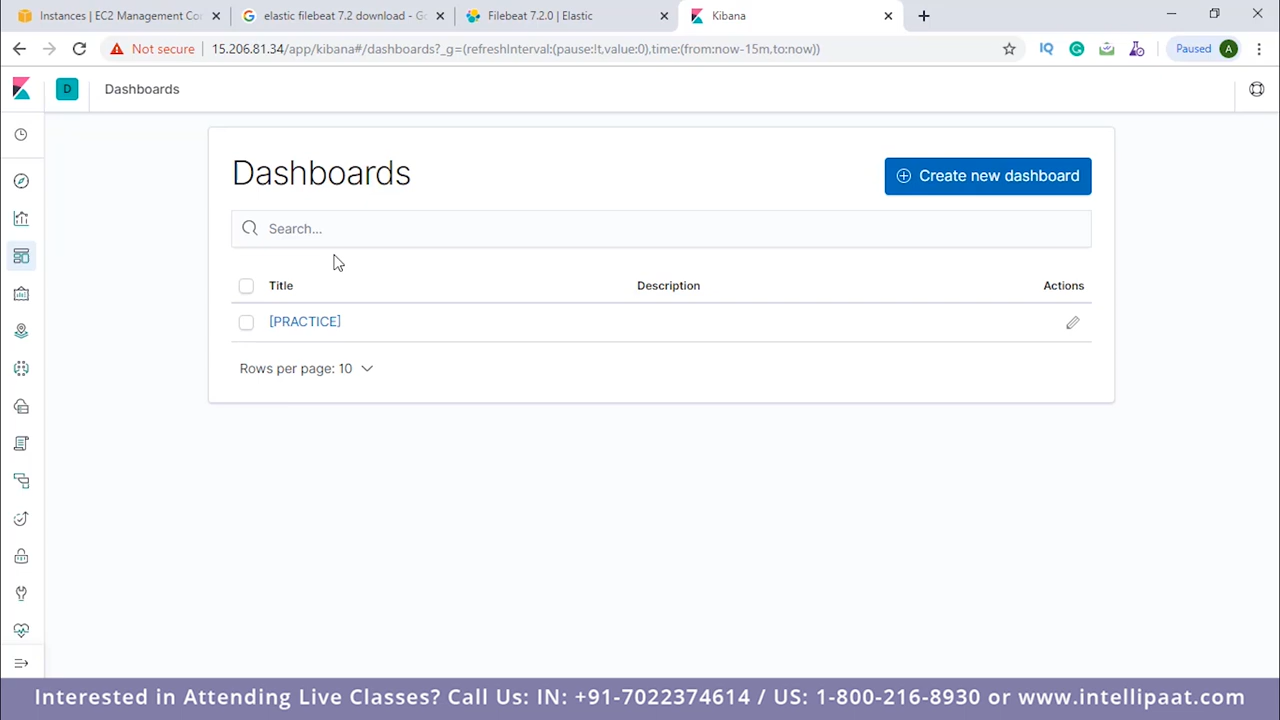 Instances | EC2 Management Con
elastic filebeat 7.2 download - G
Filebeat 7.2.0 | Elastic
Kibana
Not secure
15.206.81.34/app/kibana#/dashboards?_g=(refreshInterval:(pause:!t,value:0),time:(from:now-15m,to:now))
IQ
Paused
A
D
Dashboards
Dashboards
Create new dashboard
Search...
Title
Description
Actions
[PRACTICE]
Rows per page: 10
Interested in Attending Live Classes? Call Us: IN: +91-7022374614 / US: 1-800-216-8930 or www.intellipaat.com